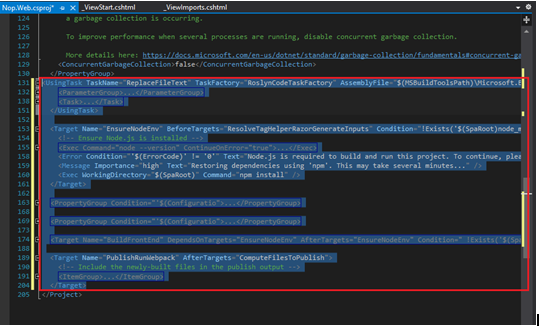 Nop.Web.csproj* _ViewStart.cshtml _ViewImports.cshtml
124 a garbage collection is occurring.
125
126 To improve performance when several processes are running, disable concurrent garbage collection.
127
128 More details here: https://docs.microsoft.com/en-us/dotnet/standard/garbage-collection/fundamentals#concurrent-ga
129 <ConcurrentGarbageCollection>false</ConcurrentGarbageCollection>
130 </PropertyGroup>
131 <UsingTask TaskName="ReplaceFileText" TaskFactory="RoslynCodeTaskFactory" AssemblyFile="$(MSBuildToolsPath)\Microsoft.B
132 <ParameterGroup>...</ParameterGroup>
137 <Task>...</Task>
151 </UsingTask>
152
153 <Target Name="EnsureNodeEnv" BeforeTargets="ResolveTagHelperRazorGenerateInputs" Condition="!Exists('$(SpaRoot)node_m
154 <!-- Ensure Node.js is installed -->
155 <Exec Command="node --version" ContinueOnError="true">...</Exec>
158 <Error Condition="'$(ErrorCode)' != '0'" Text="Node.js is required to build and run this project. To continue, plea
159 <Message Importance="high" Text="Restoring dependencies using 'npm'. This may take several minutes..." />
160 <Exec WorkingDirectory="$(SpaRoot)" Command="npm install" />
161 </Target>
162
163 <PropertyGroup Condition="'$(Configuratio">...</PropertyGroup>
168
169 <PropertyGroup Condition="'$(Configuratio">...</PropertyGroup>
173
174 <Target Name="BuildFrontEnd" DependsOnTargets="EnsureNodeEnv" AfterTargets="EnsureNodeEnv" Condition=" !Exists('$(Spa
188
189 <Target Name="PublishRunWebpack" AfterTargets="ComputeFilesToPublish">
190 <!-- Include the newly-built files in the publish output -->
191 <ItemGroup>...</ItemGroup>
204 </Target>
205 </Project>